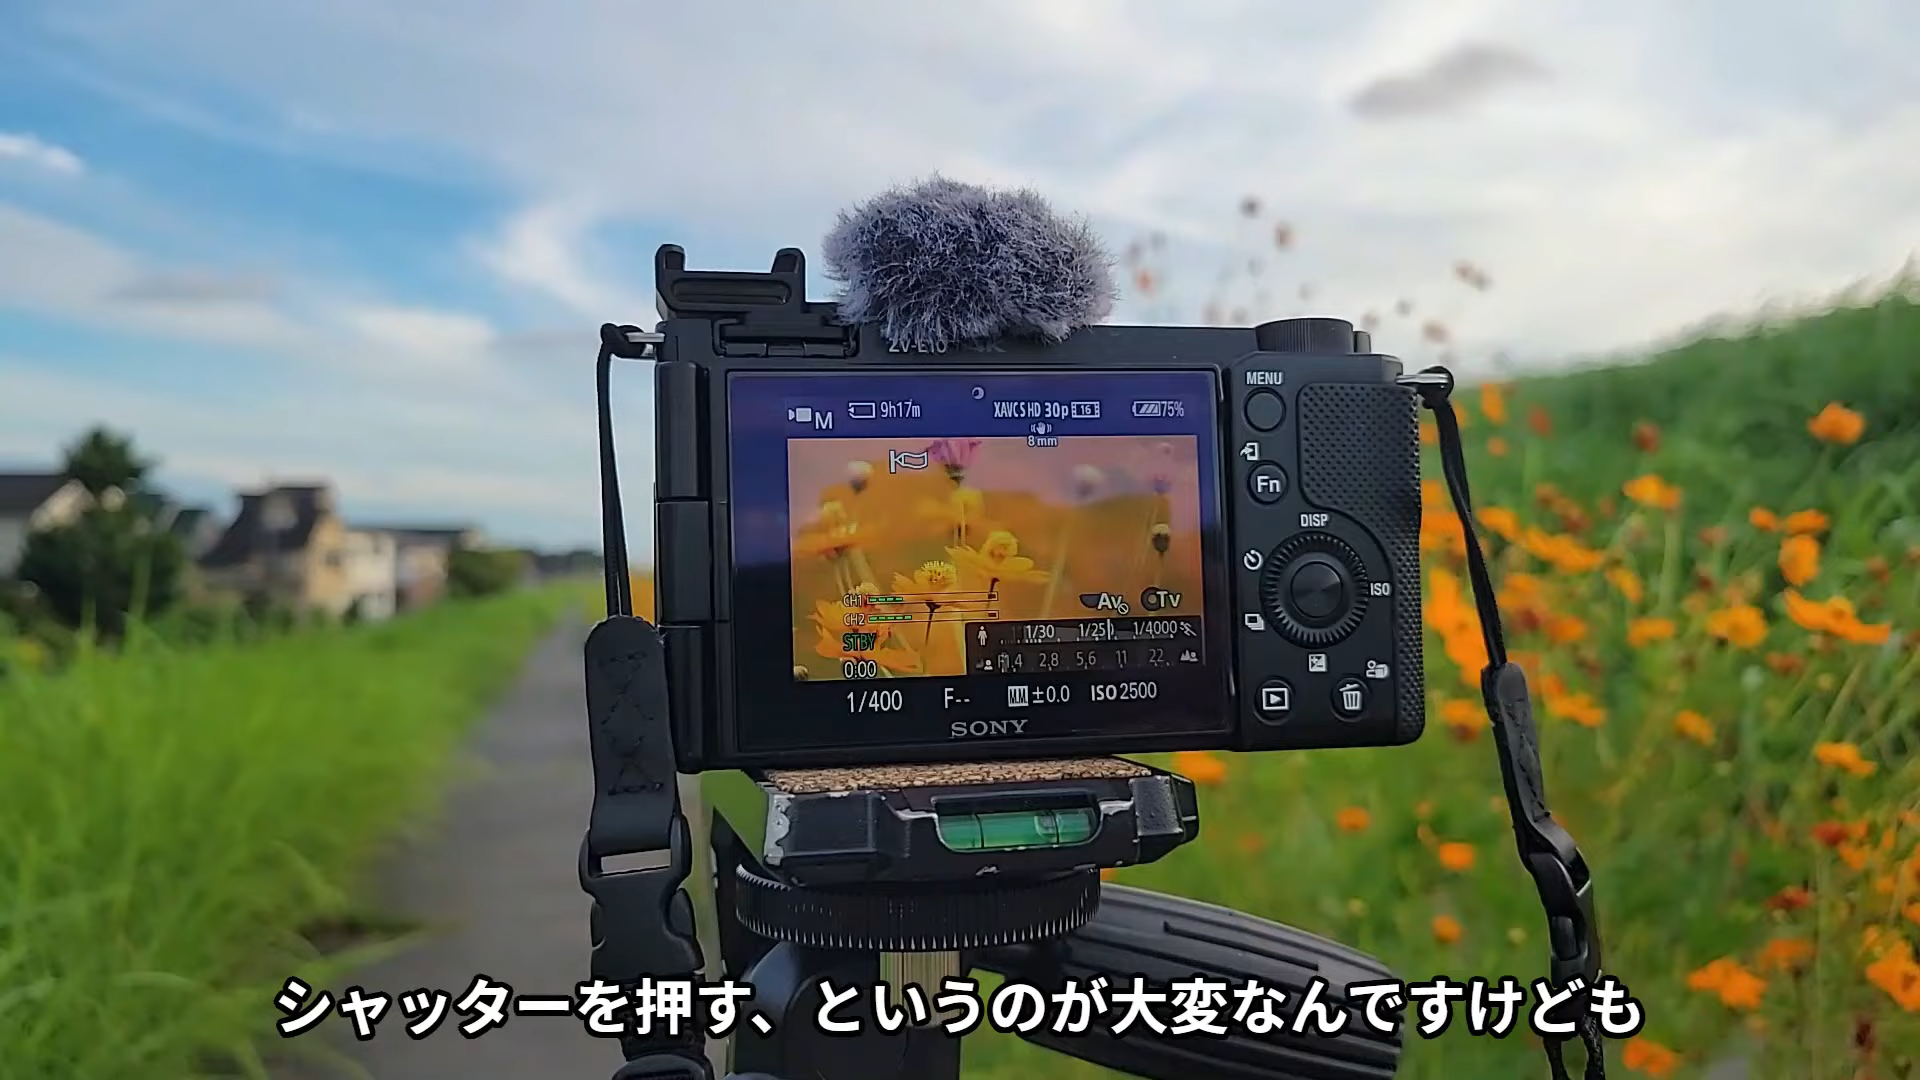 ZV-E10 4K
M 9h17m XAVC S HD 30p 16 75%
8mm
MENU
Fn
DISP
ISO
CH1
CH2
STBY
0:00
Av Tv
1/30 1/25 1/4000
F1.4 2.8 5.6 11 22
1/400 F-- M.M. ±0.0 ISO 2500
SONY
シャッターを押す、というのが大変なんですけども